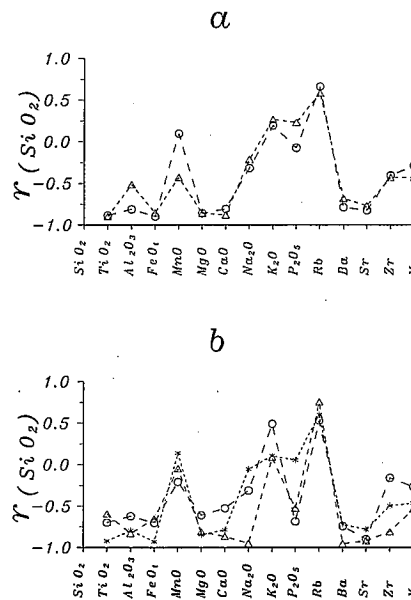 a
1.0
0.5
0.0
-0.5
-1.0
r (SiO2)
SiO2
TiO2
Al2O3
FeOt
MnO
MgO
CaO
Na2O
K2O
P2O5
Rb
Ba
Sr
Zr
b
1.0
0.5
0.0
-0.5
-1.0
r (SiO2)
SiO2
TiO2
Al2O3
FeOt
MnO
MgO
CaO
Na2O
K2O
P2O5
Rb
Ba
Sr
Zr